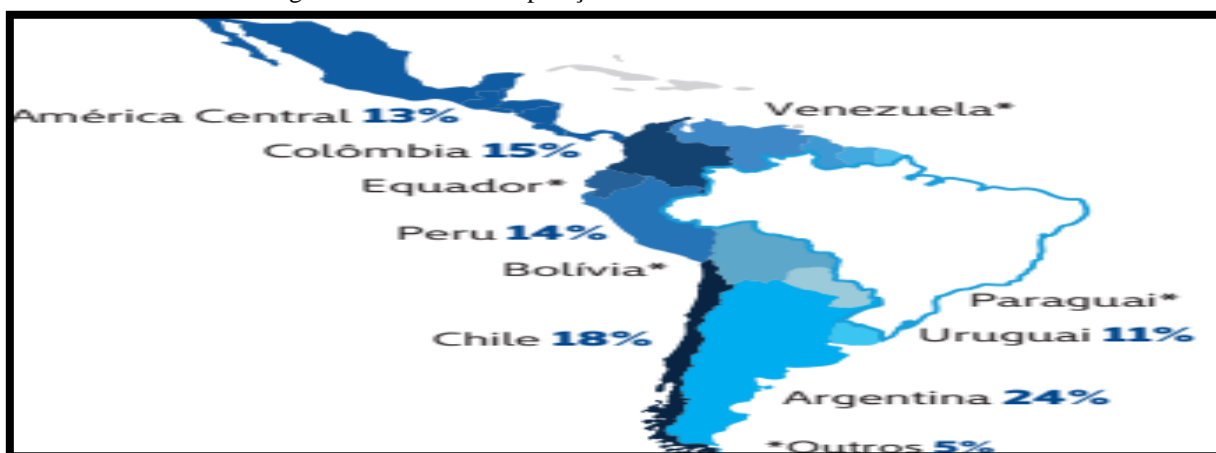 América Central 13%
Venezuela*
Colômbia 15%
Equador*
Peru 14%
Bolívia*
Paraguai*
Chile 18%
Uruguai 11%
Argentina 24%
*Outros 5%